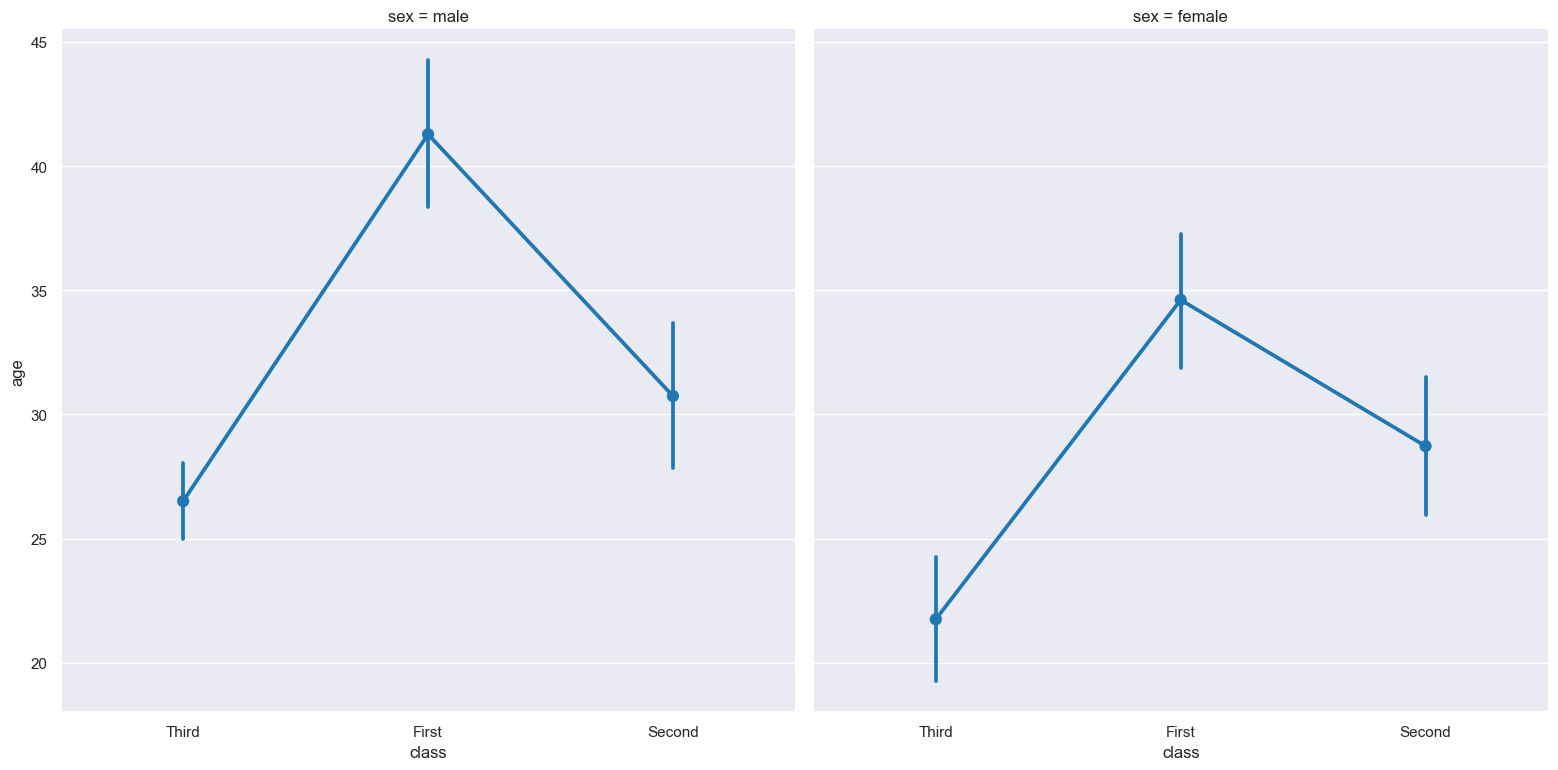 sex = male
sex = female
45
40
35
30
25
20
age
Third First Second
class
Third First Second
class